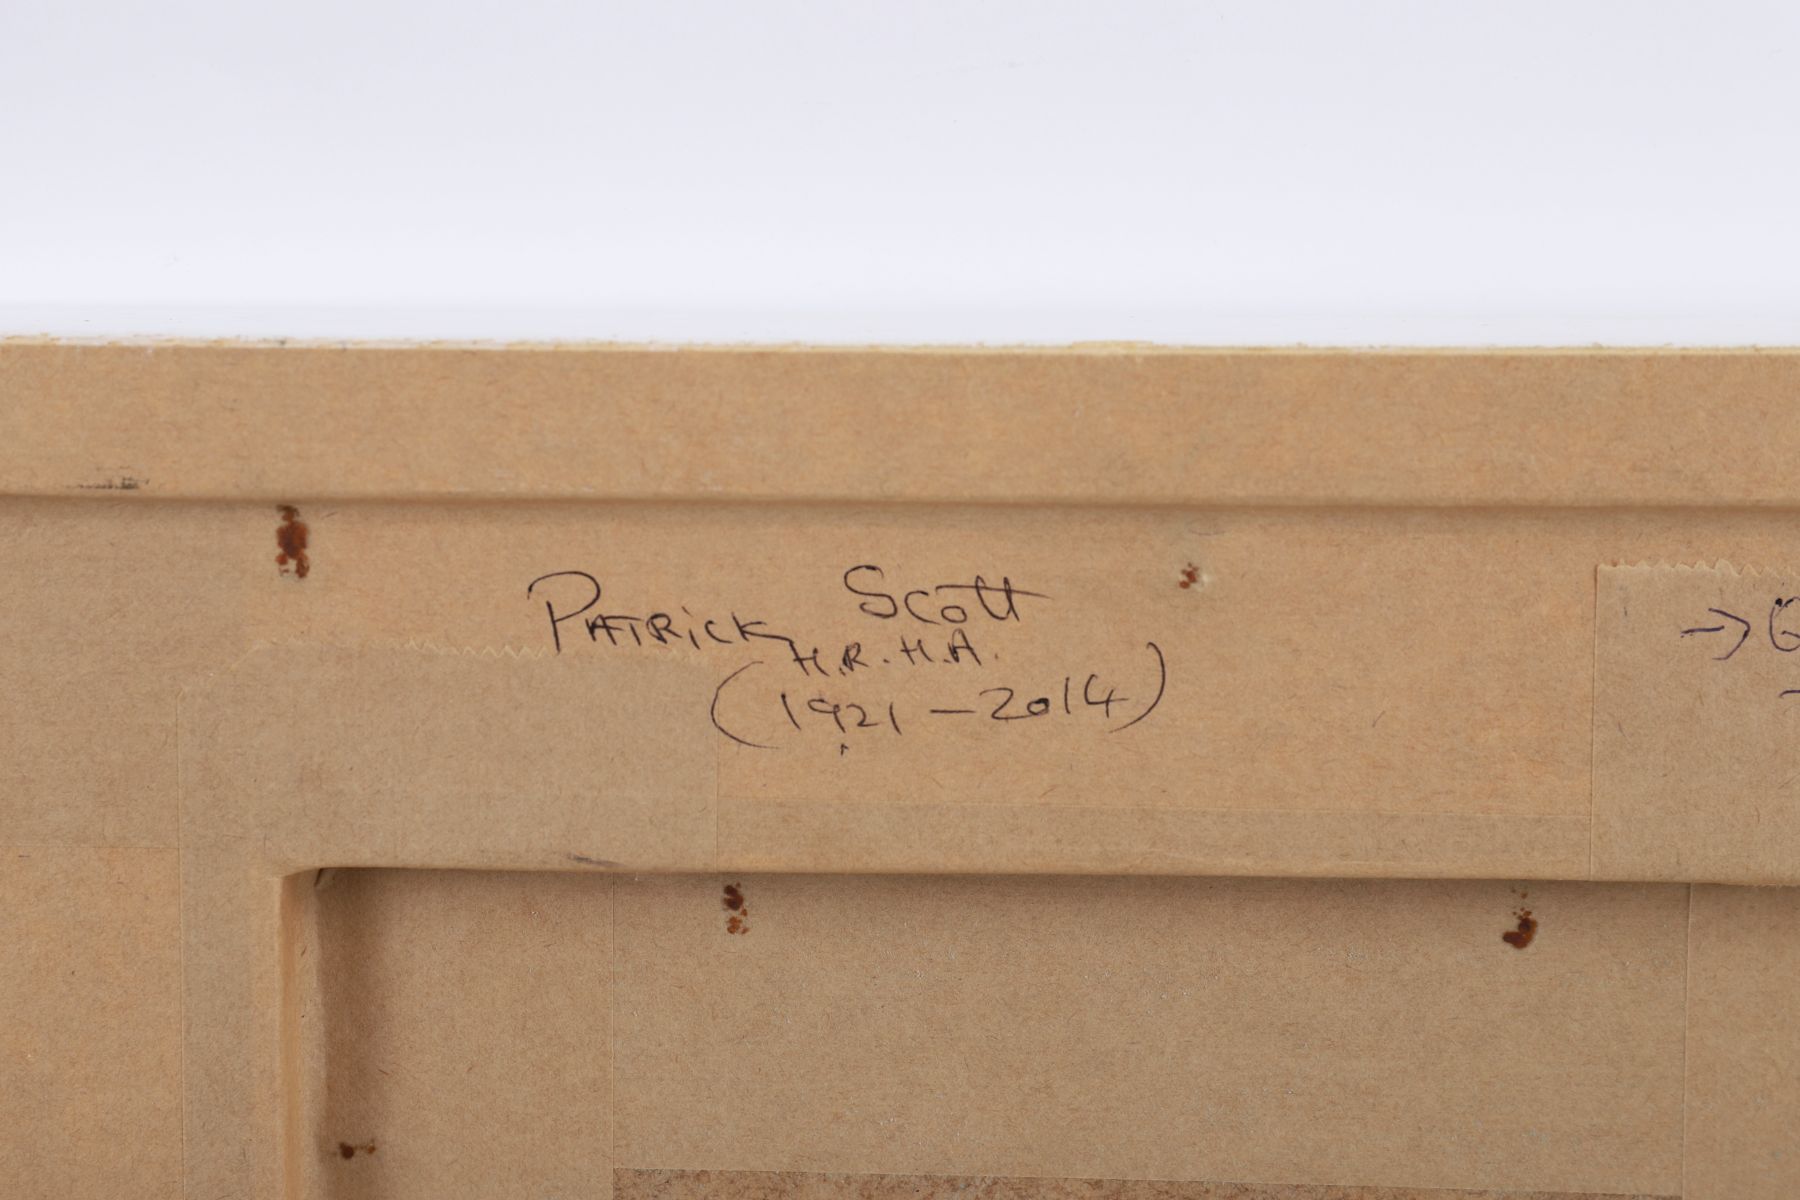 PATRICK SCOTT
H.R.H.A.
(1921 – 2014)
→